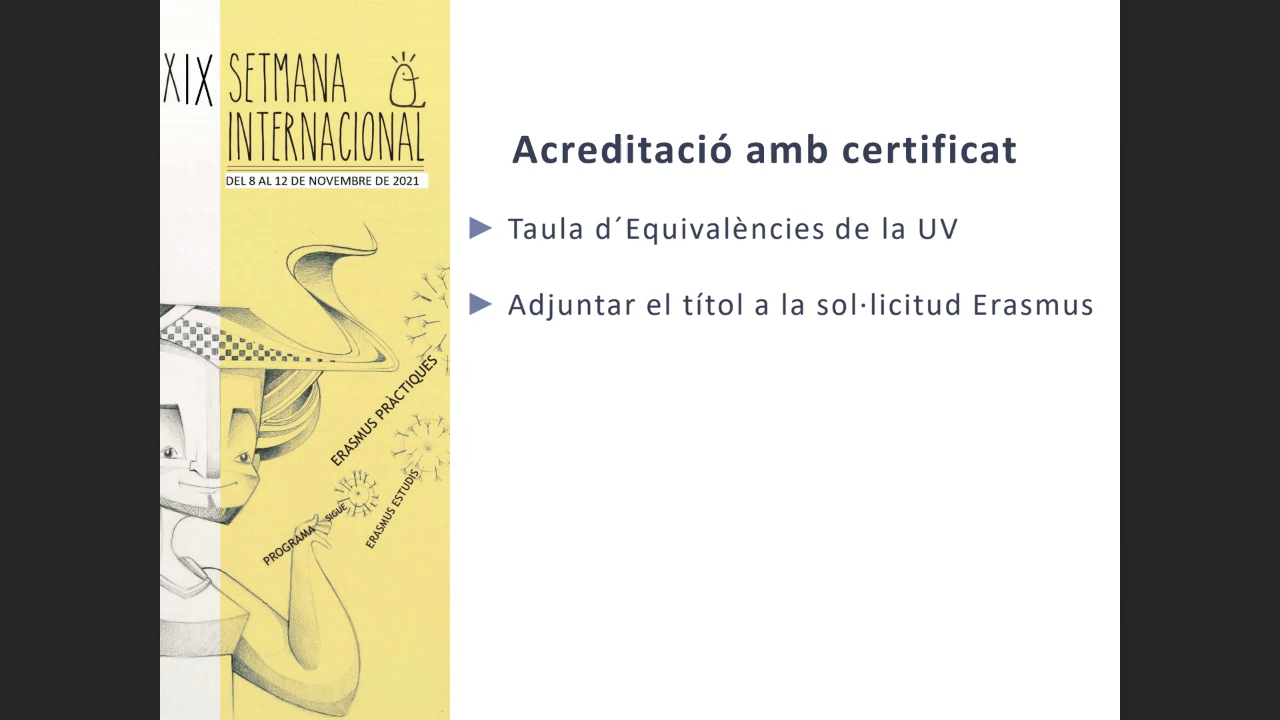 XIX SETMANA
INTERNACIONAL
DEL 8 AL 12 DE NOVEMBRE DE 2021
Acreditació amb certificat
Taula d´Equivalències de la UV
Adjuntar el títol a la sol·licitud Erasmus
ERASMUS PRÀCTIQUES
ERASMUS ESTUDIS
SIGUE
PROGRAMA